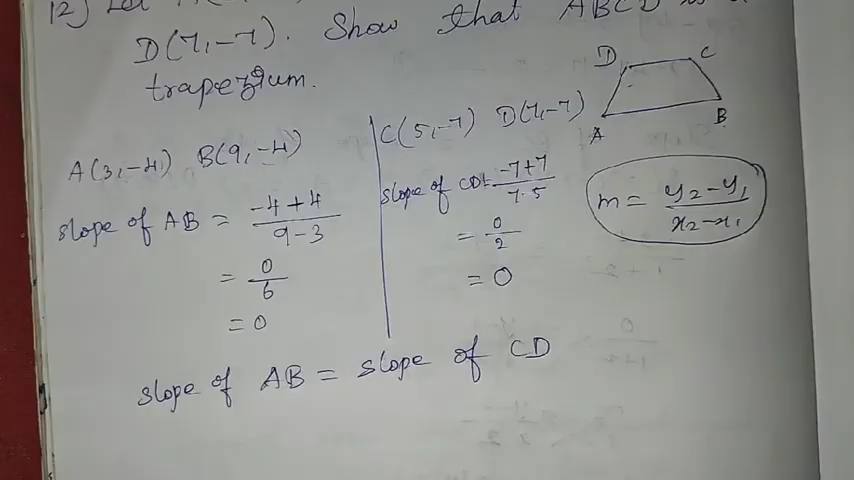 12) Let
D(7,-7). Show that ABCD is a
trapezium.
D C
A B
A(3,-4) B(9,-4)
slope of AB = -4+4 / 9-3
= 0/6
= 0
C(5,-7) D(7,-7)
slope of CD = -7+7 / 7-5
= 0/2
= 0
m = y2-y1 / x2-x1
slope of AB = slope of CD